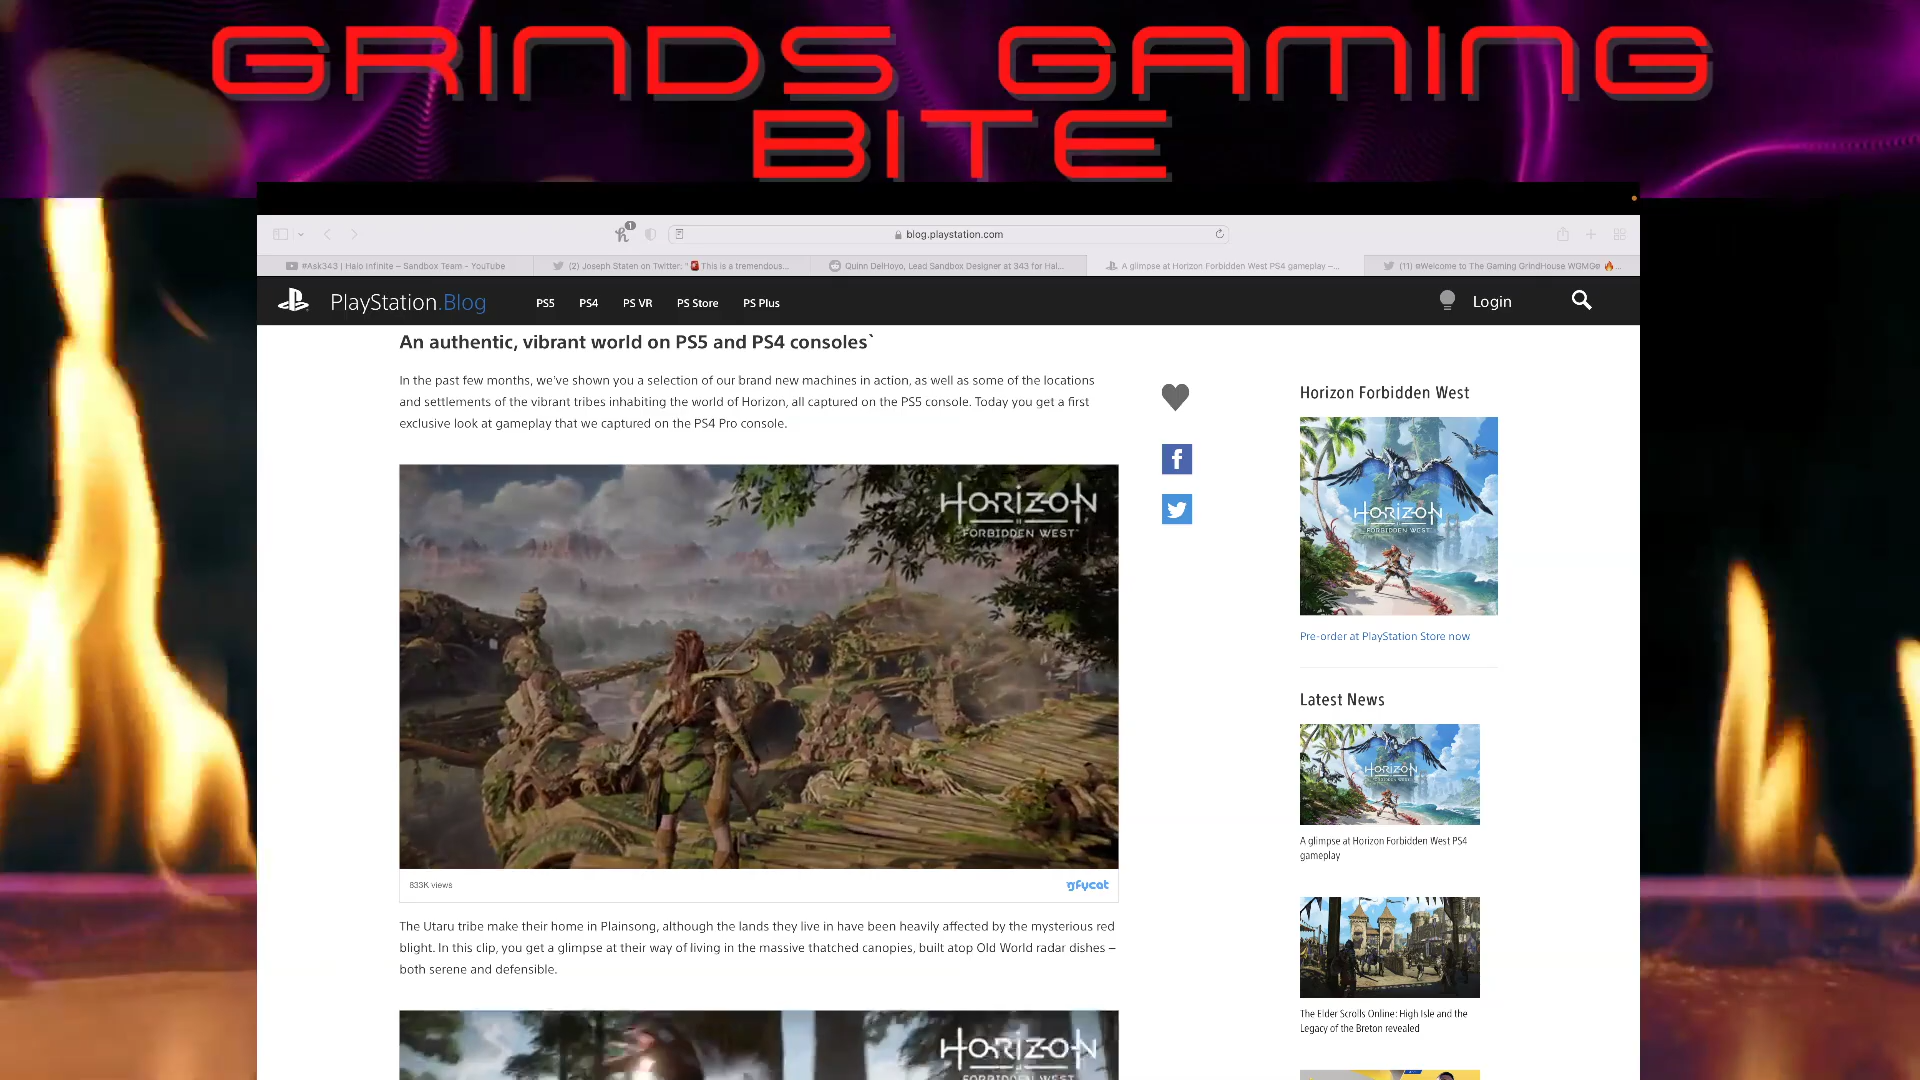 GRINDS GAMING
BITE
1
blog.playstation.com
#Ask343 | Halo Infinite – Sandbox Team - YouTube
(2) Joseph Staten on Twitter: "🚨This is a tremendous...
Quinn DelHoyo, Lead Sandbox Designer at 343 for Hal...
A glimpse at Horizon Forbidden West PS4 gameplay –...
(11) #Welcome to The Gaming GrindHouse WGMG# 🔥...
PlayStation.Blog
PS5 PS4 PS VR PS Store PS Plus
Login
An authentic, vibrant world on PS5 and PS4 consoles`
In the past few months, we've shown you a selection of our brand new machines in action, as well as some of the locations
and settlements of the vibrant tribes inhabiting the world of Horizon, all captured on the PS5 console. Today you get a first
exclusive look at gameplay that we captured on the PS4 Pro console.
HORIZON
FORBIDDEN WEST™
833K views
gfycat
The Utaru tribe make their home in Plainsong, although the lands they live in have been heavily affected by the mysterious red
blight. In this clip, you get a glimpse at their way of living in the massive thatched canopies, built atop Old World radar dishes –
both serene and defensible.
HORIZON
FORBIDDEN WEST
Horizon Forbidden West
HORIZON
FORBIDDEN WEST
Pre-order at PlayStation Store now
Latest News
HORIZON
A glimpse at Horizon Forbidden West PS4
gameplay
The Elder Scrolls Online: High Isle and the
Legacy of the Breton revealed